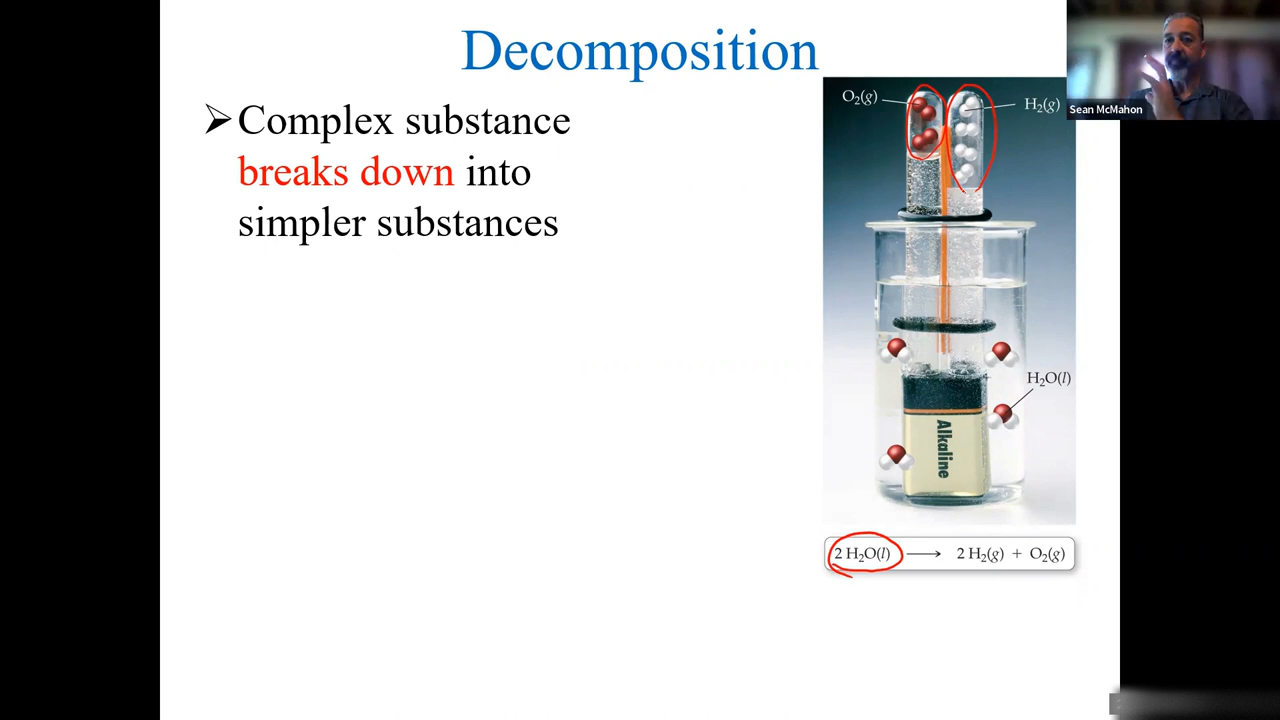 Decomposition
➢Complex substance
breaks down into
simpler substances
O₂(g)
H₂(g)
Sean McMahon
H₂O(l)
Alkaline
2 H₂O(l) ⟶ 2 H₂(g) + O₂(g)